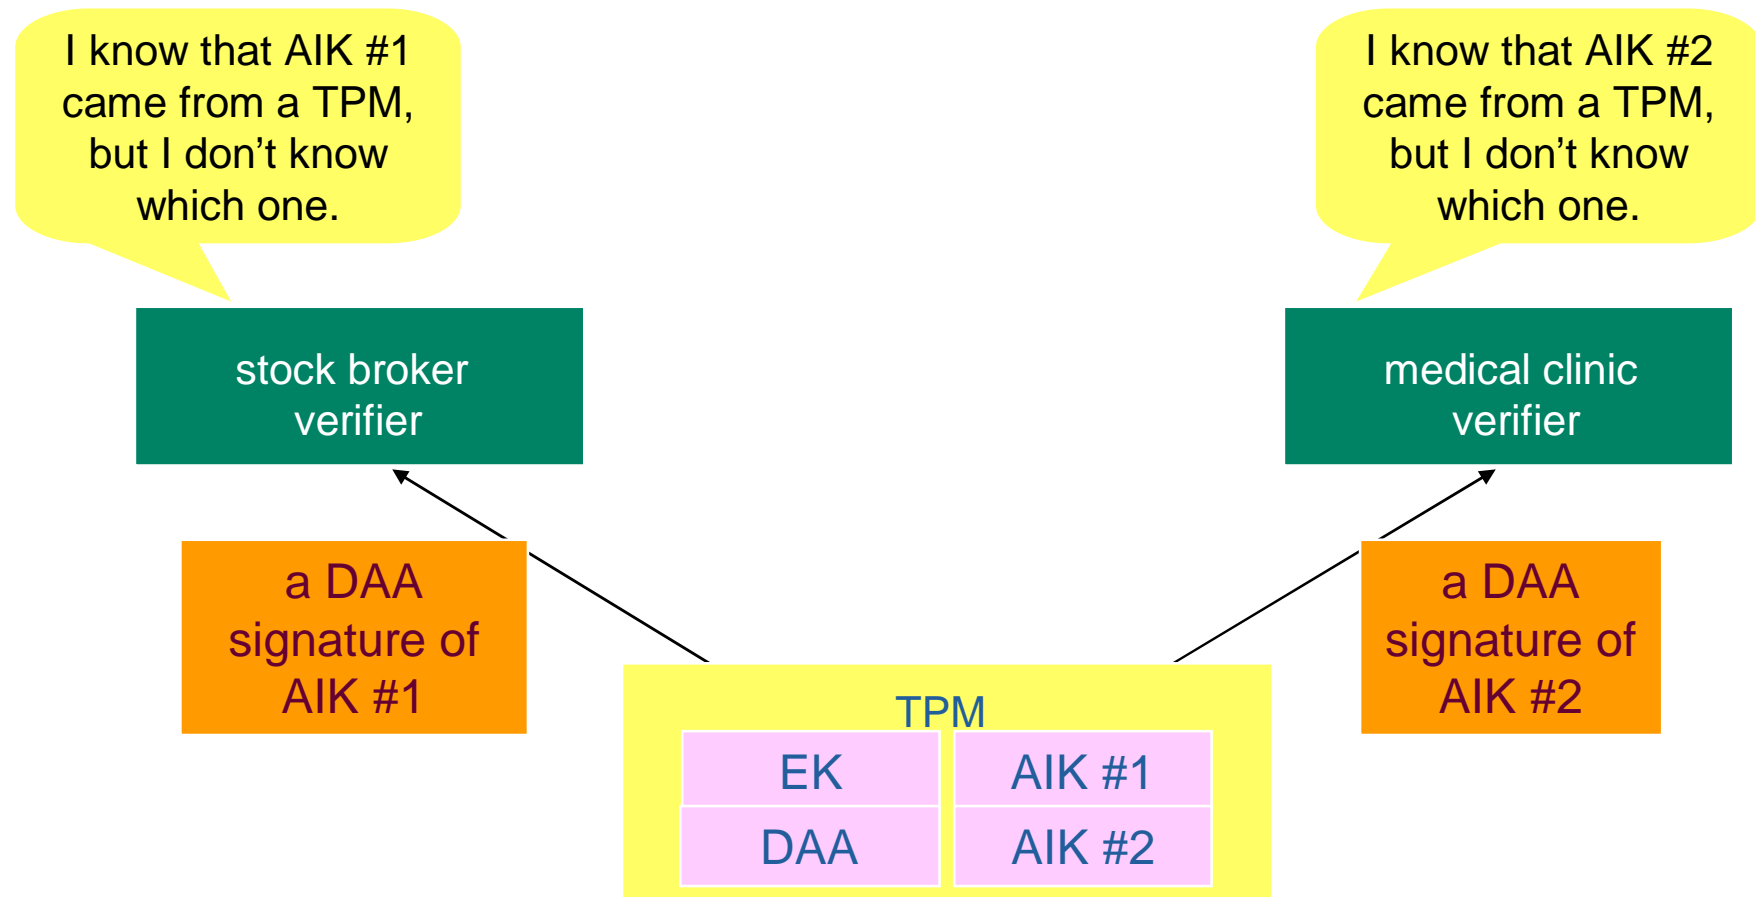 I know that AIK #1
came from a TPM,
but I don’t know
which one.
I know that AIK #2
came from a TPM,
but I don’t know
which one.
stock broker
verifier
medical clinic
verifier
a DAA
signature of
AIK #1
a DAA
signature of
AIK #2
TPM
EK
AIK #1
DAA
AIK #2